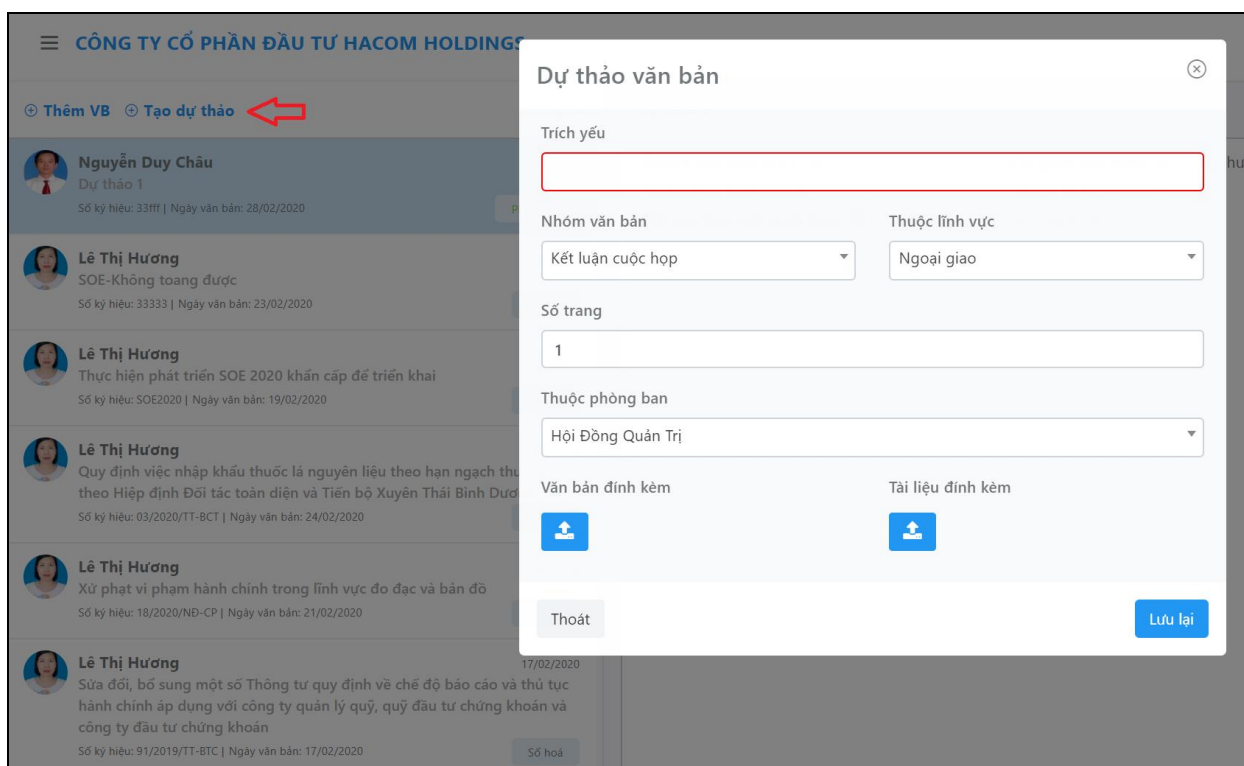 CÔNG TY CỔ PHẦN ĐẦU TƯ HACOM HOLDINGS
Thêm VB Tạo dự thảo
Nguyễn Duy Châu
Dự thảo 1
Số ký hiệu: 33fff | Ngày văn bản: 28/02/2020
Lê Thị Hương
SOE-Không toang được
Số ký hiệu: 33333 | Ngày văn bản: 23/02/2020
Lê Thị Hương
Thực hiện phát triển SOE 2020 khẩn cấp để triển khai
Số ký hiệu: SOE2020 | Ngày văn bản: 19/02/2020
Lê Thị Hương
Quy định việc nhập khẩu thuốc lá nguyên liệu theo hạn ngạch
theo Hiệp định Đối tác toàn diện và Tiến bộ Xuyên Thái Bình
Số ký hiệu: 03/2020/TT-BCT | Ngày văn bản: 24/02/2020
Lê Thị Hương
Xử phạt vi phạm hành chính trong lĩnh vực đo đạc và bản đồ
Số ký hiệu: 18/2020/NĐ-CP | Ngày văn bản: 21/02/2020
Lê Thị Hương 17/02/2020
Sửa đổi, bổ sung một số Thông tư quy định về chế độ báo cáo và thủ tục
hành chính áp dụng với công ty quản lý quỹ, quỹ đầu tư chứng khoán và
công ty đầu tư chứng khoán
Số ký hiệu: 91/2019/TT-BTC | Ngày văn bản: 17/02/2020 Số hoá
Dự thảo văn bản
Trích yếu
Nhóm văn bản Thuộc lĩnh vực
Kết luận cuộc họp Ngoại giao
Số trang
1
Thuộc phòng ban
Hội Đồng Quản Trị
Văn bản đính kèm Tài liệu đính kèm
Thoát Lưu lại